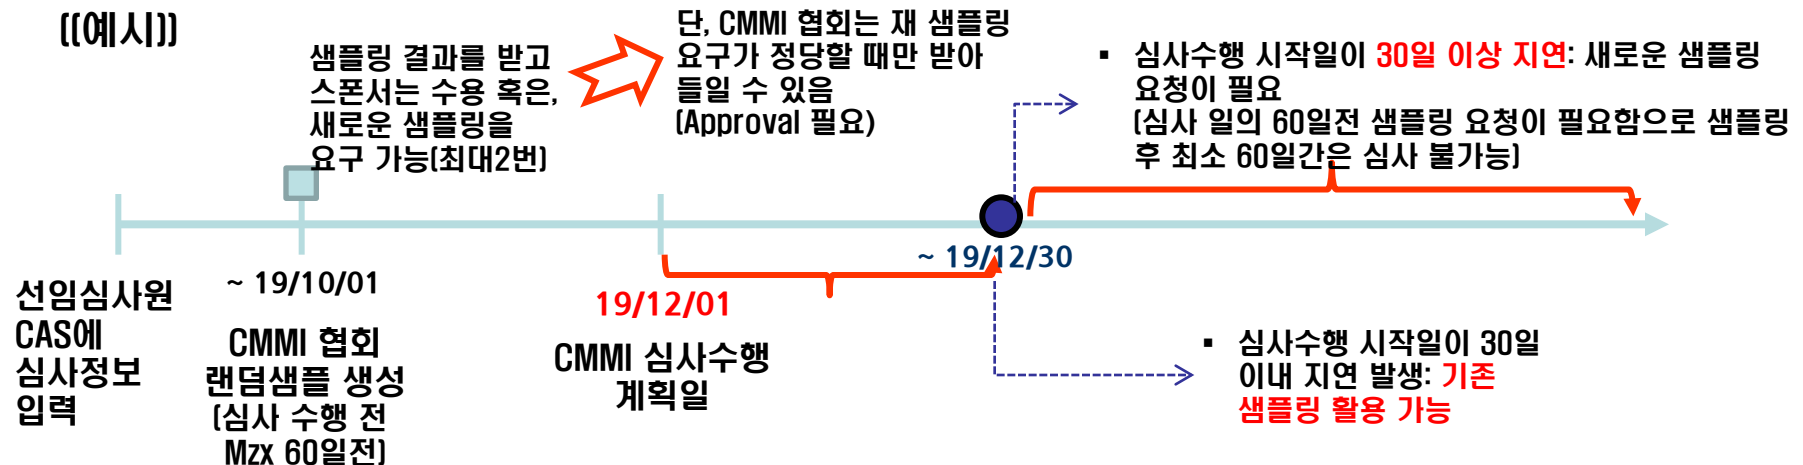 [[예시]]
샘플링 결과를 받고
스폰서는 수용 혹은,
새로운 샘플링을
요구 가능(최대2번)
단, CMMI 협회는 재 샘플링
요구가 정당할 때만 받아
들일 수 있음
(Approval 필요)
▪ 심사수행 시작일이 30일 이상 지연: 새로운 샘플링
요청이 필요
(심사 일의 60일전 샘플링 요청이 필요함으로 샘플링
후 최소 60일간은 심사 불가능)
선임심사원
CAS에
심사정보
입력
~ 19/10/01
CMMI 협회
랜덤샘플 생성
(심사 수행 전
Mzx 60일전)
19/12/01
CMMI 심사수행
계획일
~ 19/12/30
▪ 심사수행 시작일이 30일
이내 지연 발생: 기존
샘플링 활용 가능